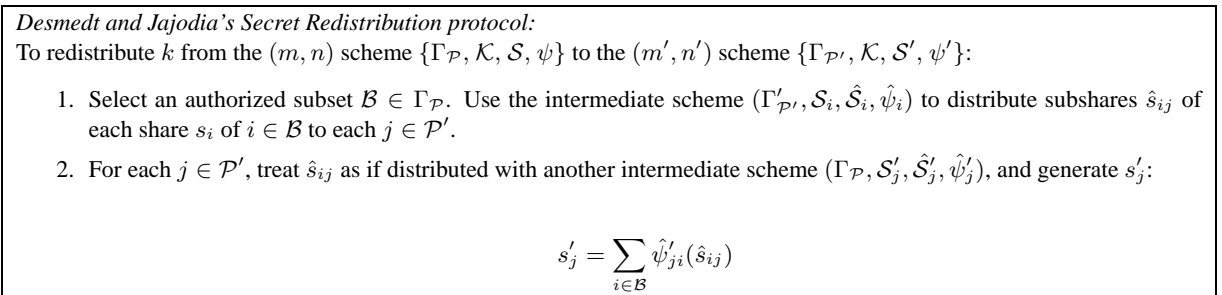 Desmedt and Jajodia's Secret Redistribution protocol:
To redistribute k from the (m, n) scheme {Γ_𝒫, 𝒦, 𝒮, ψ} to the (m′, n′) scheme {Γ_𝒫′, 𝒦, 𝒮′, ψ′}:
1. Select an authorized subset ℬ ∈ Γ_𝒫. Use the intermediate scheme (Γ′_𝒫′, 𝒮_i, 𝒮̂_i, ψ̂_i) to distribute subshares ŝ_ij of
each share s_i of i ∈ ℬ to each j ∈ 𝒫′.
2. For each j ∈ 𝒫′, treat ŝ_ij as if distributed with another intermediate scheme (Γ_𝒫, 𝒮′_j, 𝒮̂′_j, ψ̂′_j), and generate s′_j:
s′_j = ∑_{i∈ℬ} ψ̂′_ji(ŝ_ij)